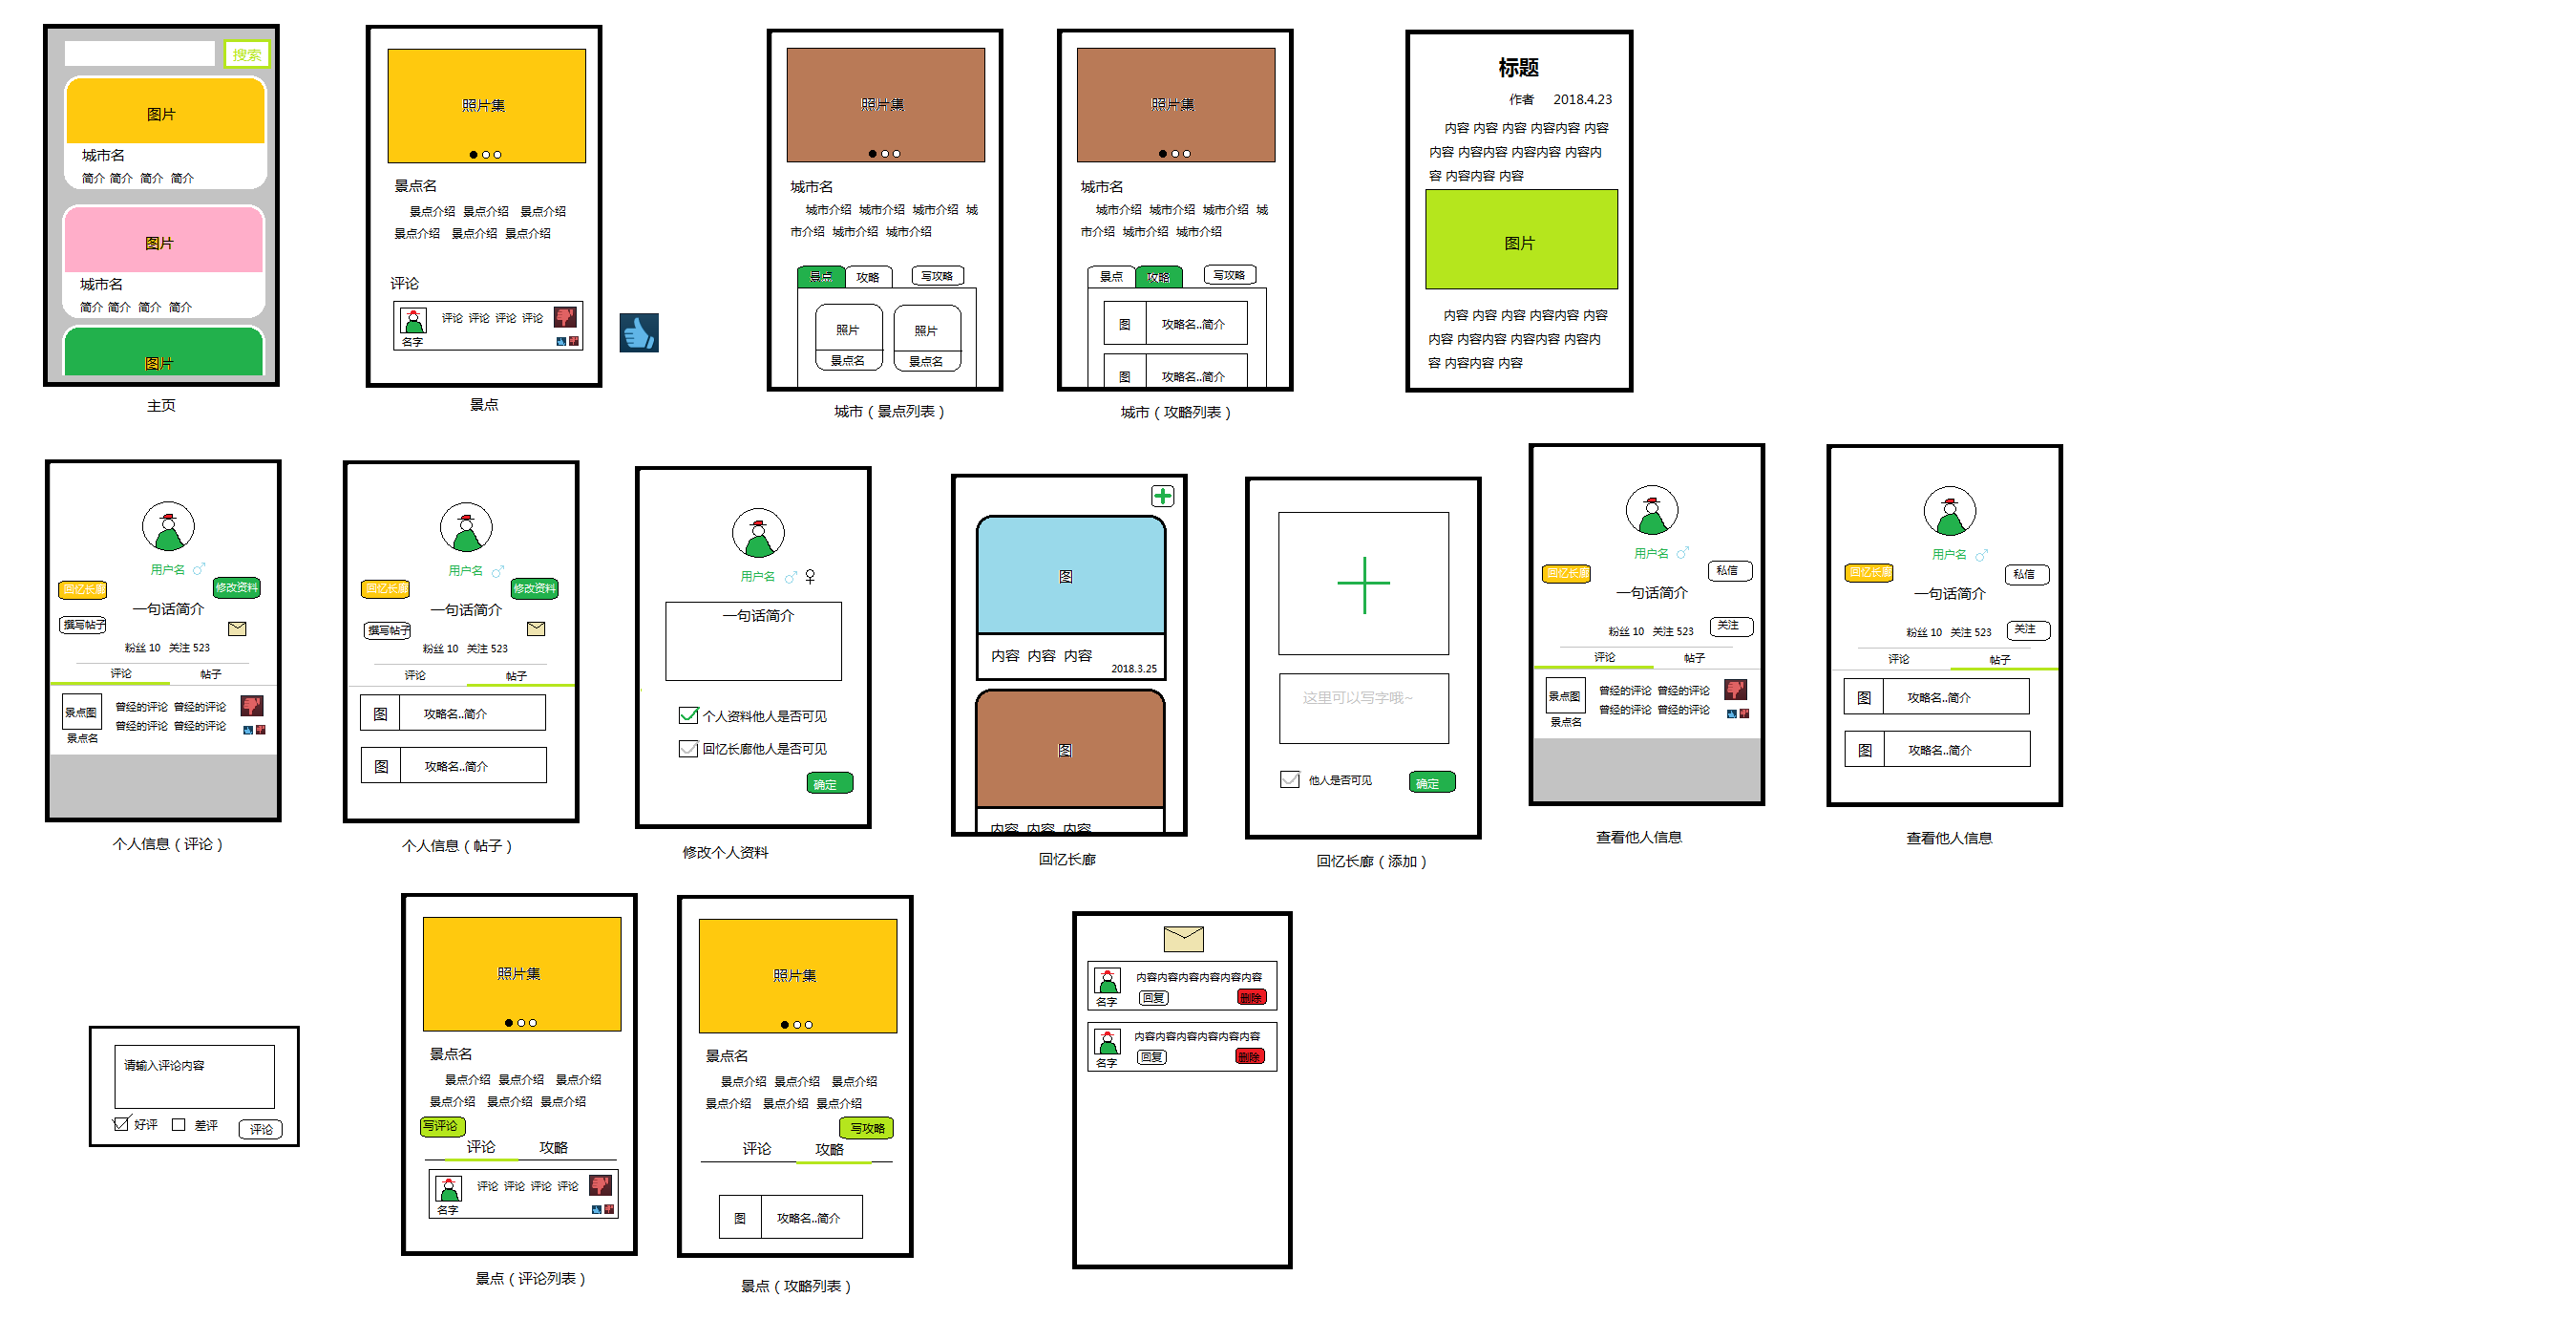 搜索
图片
城市名
简介 简介 简介 简介
图片
城市名
简介 简介 简介 简介
图片
主页
照片集
景点名
景点介绍 景点介绍 景点介绍
景点介绍 景点介绍 景点介绍
评论
评论 评论 评论 评论
名字
景点
照片集
城市名
城市介绍 城市介绍 城市介绍 城
市介绍 城市介绍 城市介绍
景点 攻略 写攻略
照片 照片
景点名 景点名
城市（景点列表）
照片集
城市名
城市介绍 城市介绍 城市介绍 城
市介绍 城市介绍 城市介绍
景点 攻略 写攻略
图 攻略名..简介
图 攻略名..简介
城市（攻略列表）
标题
作者 2018.4.23
内容 内容 内容 内容内容 内容
内容 内容内容 内容内容 内容内
容 内容内容 内容
图片
内容 内容 内容 内容内容 内容
内容 内容内容 内容内容 内容内
容 内容内容 内容
用户名
回忆长廊 修改资料
一句话简介
撰写帖子
粉丝 10 关注 523
评论 帖子
景点图 曾经的评论 曾经的评论
曾经的评论 曾经的评论
景点名
个人信息（评论）
用户名
回忆长廊 修改资料
一句话简介
撰写帖子
粉丝 10 关注 523
评论 帖子
图 攻略名..简介
图 攻略名..简介
个人信息（帖子）
用户名
一句话简介
个人资料他人是否可见
回忆长廊他人是否可见
确定
修改个人资料
图
内容 内容 内容
2018.3.25
图
内容 内容 内容
回忆长廊
这里可以写字哦~
他人是否可见 确定
回忆长廊（添加）
用户名
回忆长廊 私信
一句话简介
粉丝 10 关注 523 关注
评论 帖子
景点图 曾经的评论 曾经的评论
曾经的评论 曾经的评论
景点名
查看他人信息
用户名
回忆长廊 私信
一句话简介
粉丝 10 关注 523 关注
评论 帖子
图 攻略名..简介
图 攻略名..简介
查看他人信息
请输入评论内容
好评 差评 评论
照片集
景点名
景点介绍 景点介绍 景点介绍
景点介绍 景点介绍 景点介绍
写评论
评论 攻略
评论 评论 评论 评论
名字
景点（评论列表）
照片集
景点名
景点介绍 景点介绍 景点介绍
景点介绍 景点介绍 景点介绍
写攻略
评论 攻略
图 攻略名..简介
景点（攻略列表）
内容内容内容内容内容内容
名字 回复 删除
内容内容内容内容内容内容
名字 回复 删除